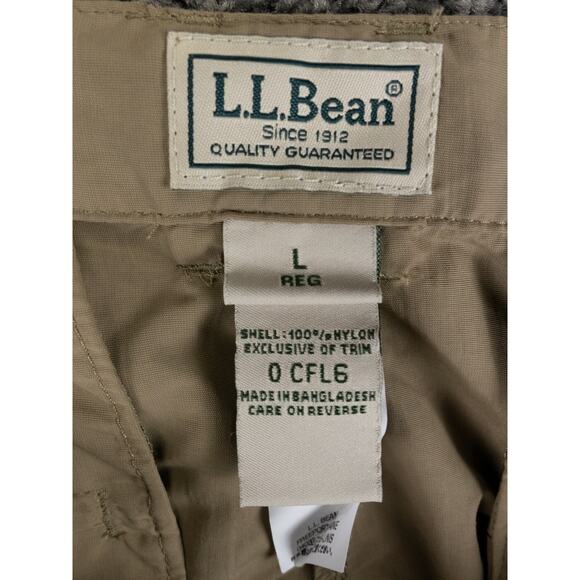 L.L.Bean®
Since 1912
QUALITY GUARANTEED
L
REG
SHELL:100%NYLON
EXCLUSIVE OF TRIM
0 CFL6
MADE IN BANGLADESH
CARE ON REVERSE
L.L. BEAN